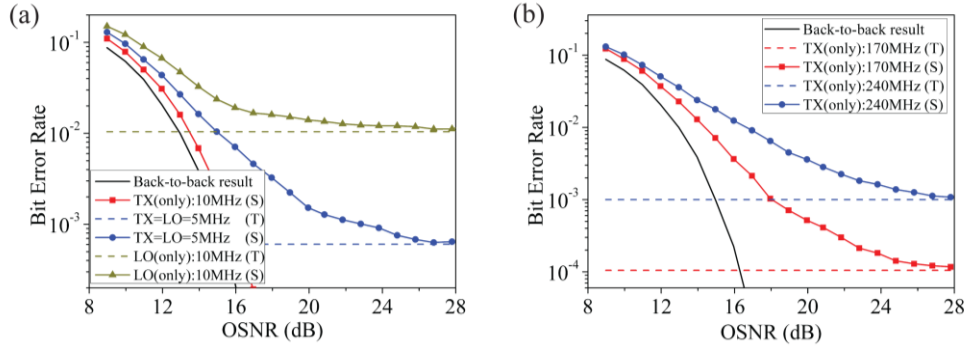 (a)
Bit Error Rate
10⁻¹
10⁻²
10⁻³
Back-to-back result
TX(only):10MHz (S)
TX=LO=5MHz (T)
TX=LO=5MHz (S)
LO(only):10MHz (T)
LO(only):10MHz (S)
8 12 16 20 24 28
OSNR (dB)
(b)
Bit Error Rate
10⁻¹
10⁻²
10⁻³
10⁻⁴
Back-to-back result
TX(only):170MHz (T)
TX(only):170MHz (S)
TX(only):240MHz (T)
TX(only):240MHz (S)
8 12 16 20 24 28
OSNR (dB)